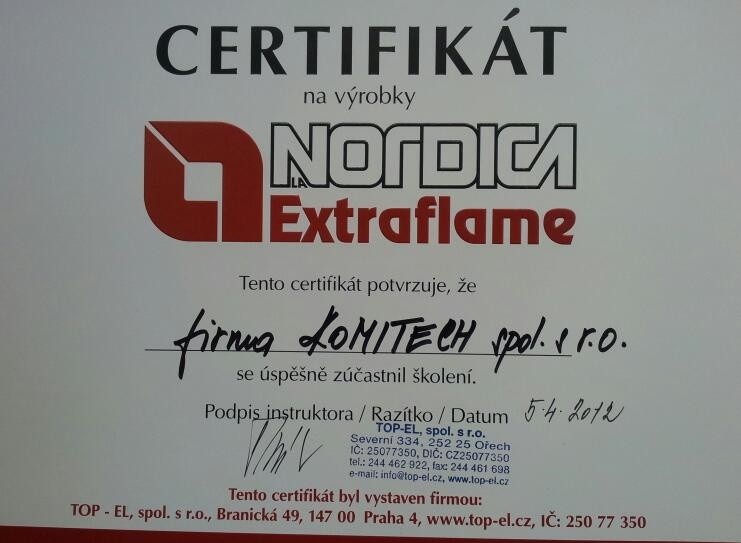 CERTIFIKÁT
na výrobky
LA NORDICA
Extraflame
Tento certifikát potvrzuje, že
firma KOMITECH spol. s r.o.
se úspěšně zúčastnil školení.
Podpis instruktora / Razítko / Datum 5.4.2012
TOP-EL, spol. s r.o.
Severní 334, 252 25 Ořech
IČ: 25077350, DIČ: CZ25077350
tel.: 244 462 922, fax: 244 461 698
e-mail: info@top-el.cz, www.top-el.cz
Tento certifikát byl vystaven firmou:
TOP - EL, spol. s r.o., Branická 49, 147 00 Praha 4, www.top-el.cz, IČ: 250 77 350